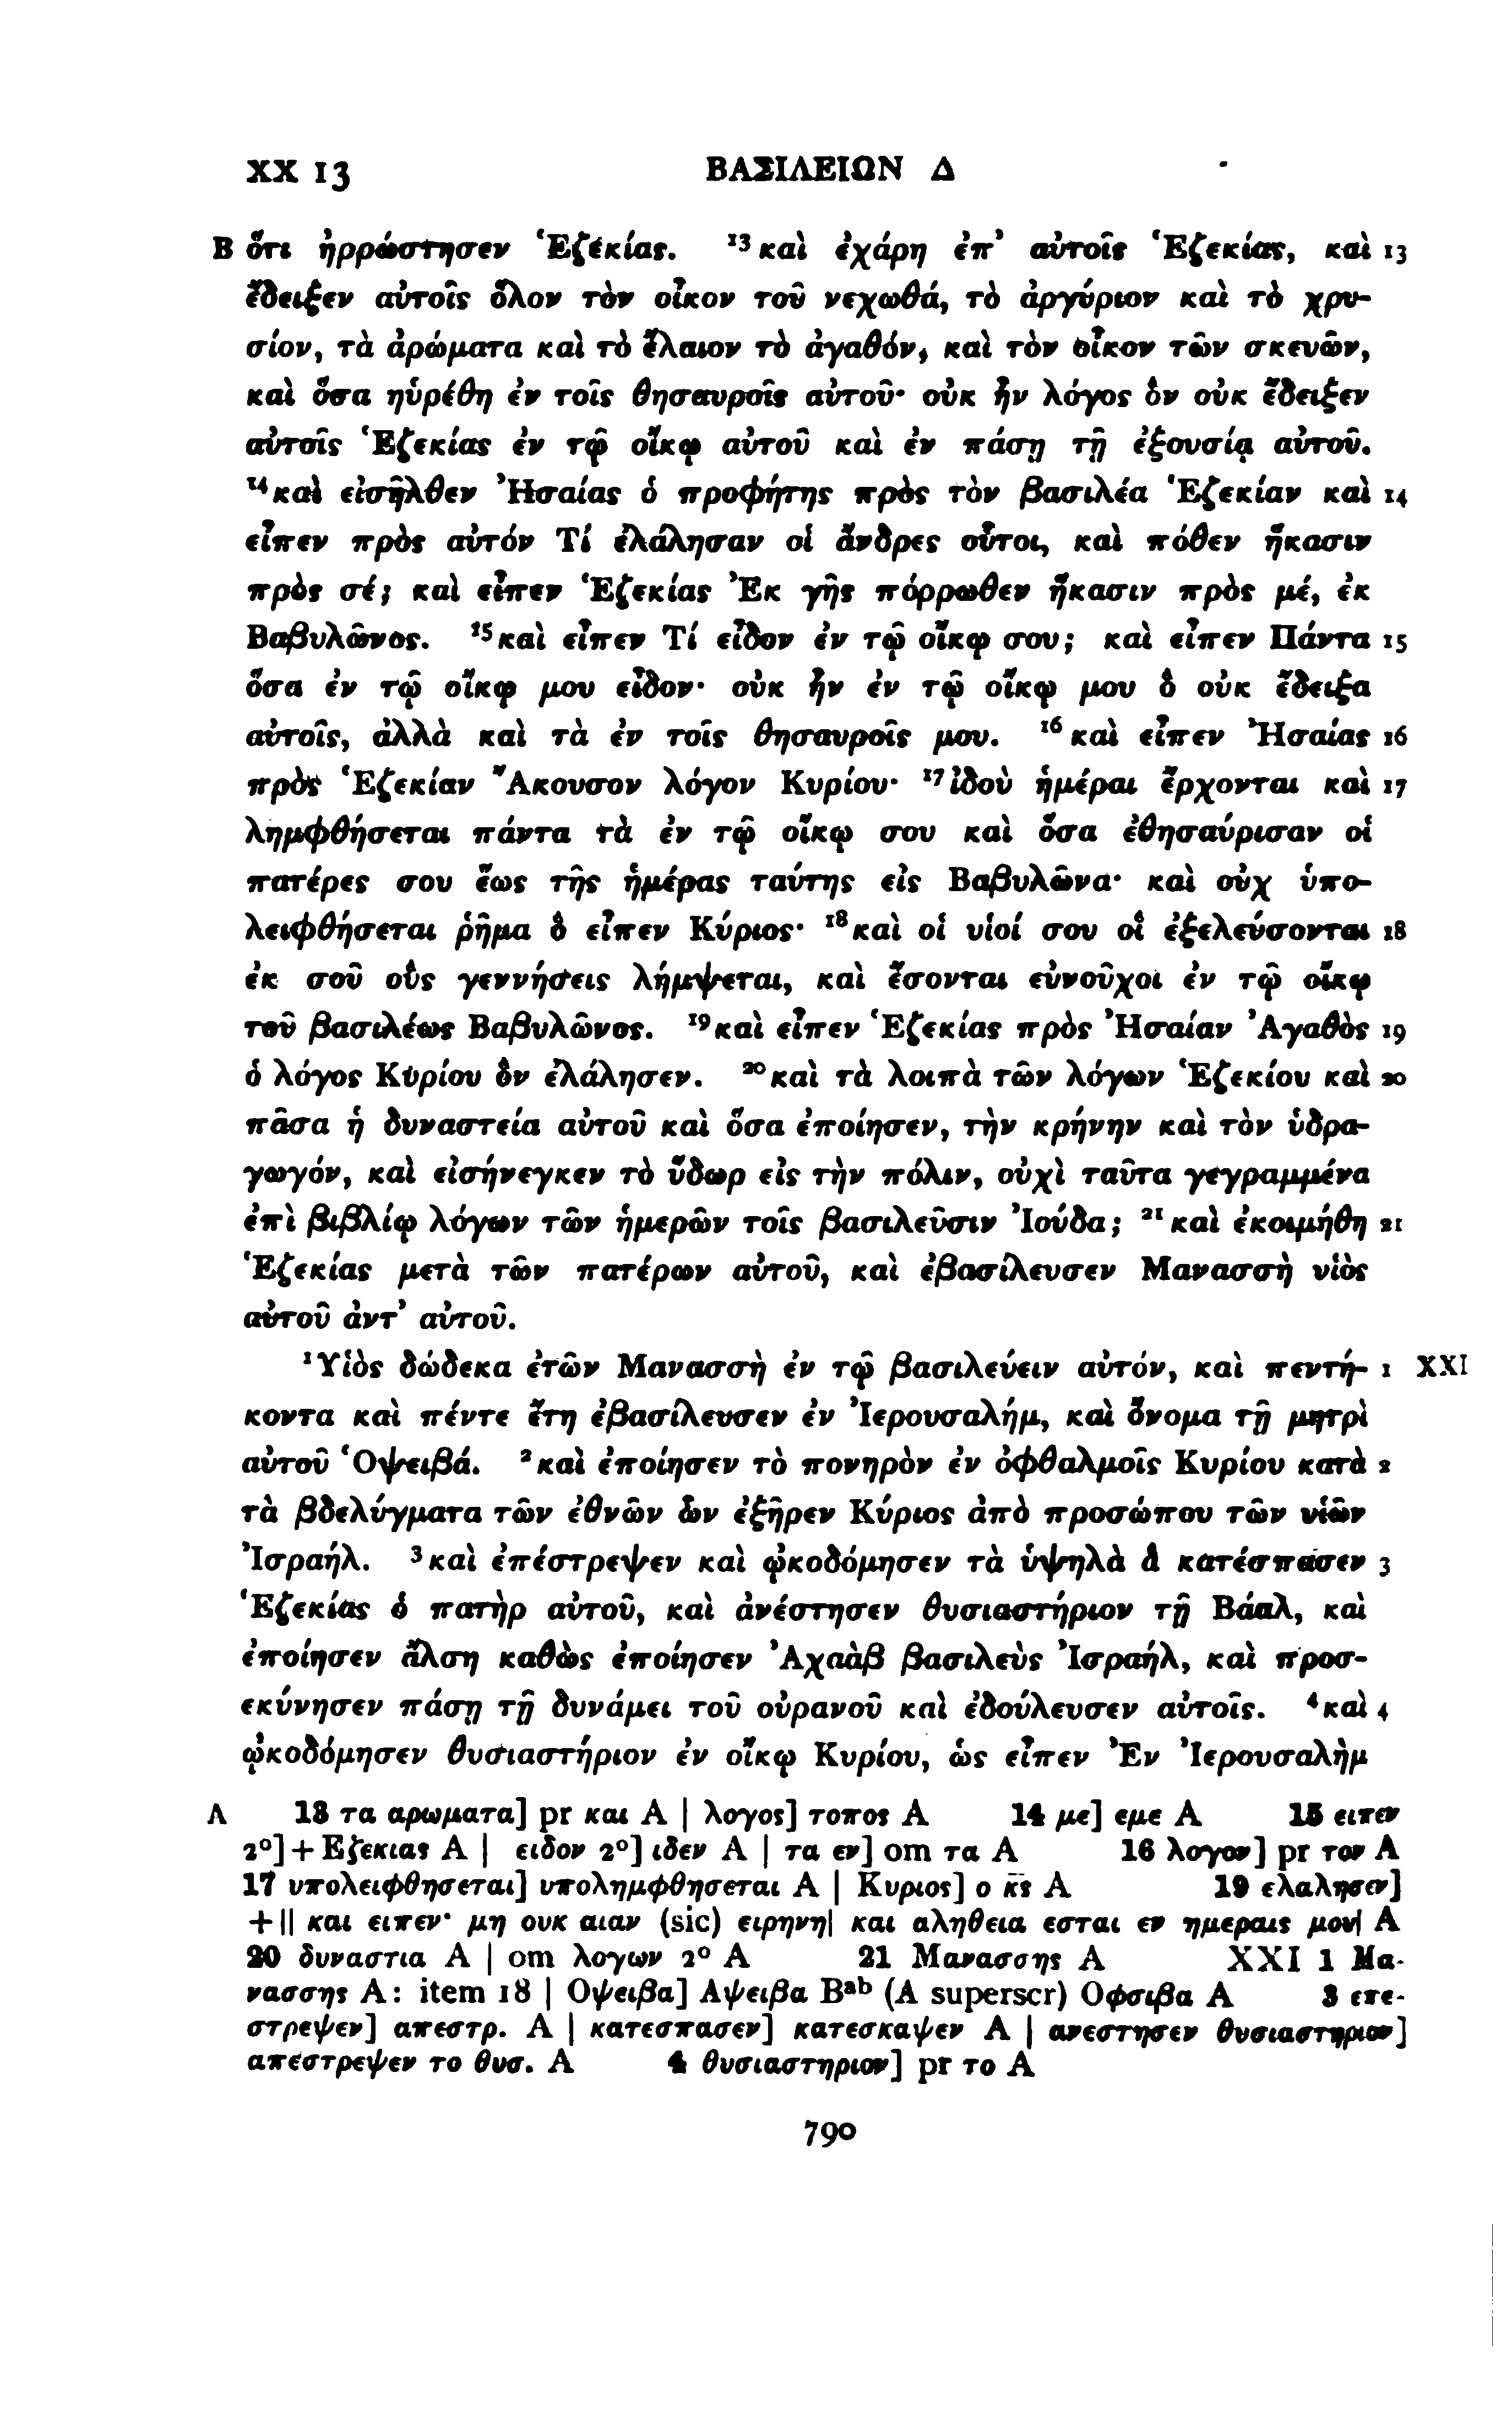 XX 13 ΒΑΣΙΛΕΙΩΝ Δ
B ὅτι ἠρρώστησεν Ἑζεκίας. ¹³καὶ ἐχάρη ἐπ’ αὐτοῖς Ἑζεκίας, καὶ 13
ἔδειξεν αὐτοῖς ὅλον τὸν οἶκον τοῦ νεχωθά, τὸ ἀργύριον καὶ τὸ χρυ-
σίον, τὰ ἀρώματα καὶ τὸ ἔλαιον τὸ ἀγαθόν, καὶ τὸν οἶκον τῶν σκευῶν,
καὶ ὅσα ηὑρέθη ἐν τοῖς θησαυροῖς αὐτοῦ· οὐκ ἦν λόγος ὃν οὐκ ἔδειξεν
αὐτοῖς Ἑζεκίας ἐν τῷ οἴκῳ αὐτοῦ καὶ ἐν πάσῃ τῇ ἐξουσίᾳ αὐτοῦ.
¹⁴καὶ εἰσῆλθεν Ἠσαίας ὁ προφήτης πρὸς τὸν βασιλέα Ἑζεκίαν καὶ 14
εἶπεν πρὸς αὐτόν Τί ἐλάλησαν οἱ ἄνδρες οὗτοι, καὶ πόθεν ἥκασιν
πρὸς σέ; καὶ εἶπεν Ἑζεκίας Ἐκ γῆς πόρρωθεν ἥκασιν πρὸς μέ, ἐκ
Βαβυλῶνος. ¹⁵καὶ εἶπεν Τί εἶδον ἐν τῷ οἴκῳ σου; καὶ εἶπεν Πάντα 15
ὅσα ἐν τῷ οἴκῳ μου εἶδον· οὐκ ἦν ἐν τῷ οἴκῳ μου ὃ οὐκ ἔδειξα
αὐτοῖς, ἀλλὰ καὶ τὰ ἐν τοῖς θησαυροῖς μου. ¹⁶καὶ εἶπεν Ἠσαίας 16
πρὸς Ἑζεκίαν Ἄκουσον λόγον Κυρίου· ¹⁷ἰδοὺ ἡμέραι ἔρχονται καὶ 17
λημφθήσεται πάντα τὰ ἐν τῷ οἴκῳ σου καὶ ὅσα ἐθησαύρισαν οἱ
πατέρες σου ἕως τῆς ἡμέρας ταύτης εἰς Βαβυλῶνα· καὶ οὐχ ὑπο-
λειφθήσεται ῥῆμα ὃ εἶπεν Κύριος· ¹⁸καὶ οἱ υἱοί σου οἳ ἐξελεύσονται 18
ἐκ σοῦ οὓς γεννήσεις λήμψεται, καὶ ἔσονται εὐνοῦχοι ἐν τῷ οἴκῳ
τοῦ βασιλέως Βαβυλῶνος. ¹⁹καὶ εἶπεν Ἑζεκίας πρὸς Ἠσαίαν Ἀγαθὸς 19
ὁ λόγος Κυρίου ὃν ἐλάλησεν. ²⁰καὶ τὰ λοιπὰ τῶν λόγων Ἑζεκίου καὶ 20
πᾶσα ἡ δυναστεία αὐτοῦ καὶ ὅσα ἐποίησεν, τὴν κρήνην καὶ τὸν ὑδρα-
γωγόν, καὶ εἰσήνεγκεν τὸ ὕδωρ εἰς τὴν πόλιν, οὐχὶ ταῦτα γεγραμμένα
ἐπὶ βιβλίῳ λόγων τῶν ἡμερῶν τοῖς βασιλεῦσιν Ἰούδα; ²¹καὶ ἐκοιμήθη 21
Ἑζεκίας μετὰ τῶν πατέρων αὐτοῦ, καὶ ἐβασίλευσεν Μανασσὴ υἱὸς
αὐτοῦ ἀντ’ αὐτοῦ.
¹Υἱὸς δώδεκα ἐτῶν Μανασσὴ ἐν τῷ βασιλεύειν αὐτόν, καὶ πεντή- 1 XXI
κοντα καὶ πέντε ἔτη ἐβασίλευσεν ἐν Ἰερουσαλήμ, καὶ ὄνομα τῇ μητρὶ
αὐτοῦ Ὁψειβά. ²καὶ ἐποίησεν τὸ πονηρὸν ἐν ὀφθαλμοῖς Κυρίου κατὰ 2
τὰ βδελύγματα τῶν ἐθνῶν ὧν ἐξῆρεν Κύριος ἀπὸ προσώπου τῶν υἱῶν
Ἰσραήλ. ³καὶ ἐπέστρεψεν καὶ ᾠκοδόμησεν τὰ ὑψηλὰ ἃ κατέσπασεν 3
Ἑζεκίας ὁ πατὴρ αὐτοῦ, καὶ ἀνέστησεν θυσιαστήριον τῇ Βάαλ, καὶ
ἐποίησεν ἄλση καθὼς ἐποίησεν Ἀχαὰβ βασιλεὺς Ἰσραήλ, καὶ προσ-
εκύνησεν πάσῃ τῇ δυνάμει τοῦ οὐρανοῦ καὶ ἐδούλευσεν αὐτοῖς. ⁴καὶ 4
ᾠκοδόμησεν θυσιαστήριον ἐν οἴκῳ Κυρίου, ὡς εἶπεν Ἐν Ἰερουσαλὴμ
A 13 τα αρωματα] pr και A | λογος] τοπος A 14 με] εμε A 15 ειπεν
2°] + Εζεκιας A | ειδον 2°] ιδεν A | τα εν] om τα A 16 λογον] pr τον A
17 υπολειφθησεται] υπολημφθησεται A | Κυριος] ο κ̅ς̅ A 19 ελαλησεν]
+ || και ειπεν· μη ουκ αιαν (sic) ειρηνη| και αληθεια εσται εν ημεραις μου| A
20 δυναστια A | om λογων 2° A 21 Μανασσης A XXI 1 Μα-
νασσης A: item 18 | Οψειβα] Αψειβα Bᵃᵇ (A superscr) Οφσιβα A 3 επε-
στρεψεν] απεστρ. A | κατεσπασεν] κατεσκαψεν A | ανεστησεν θυσιαστηριον]
απεστρεψεν το θυσ. A 4 θυσιαστηριον] pr το A
790